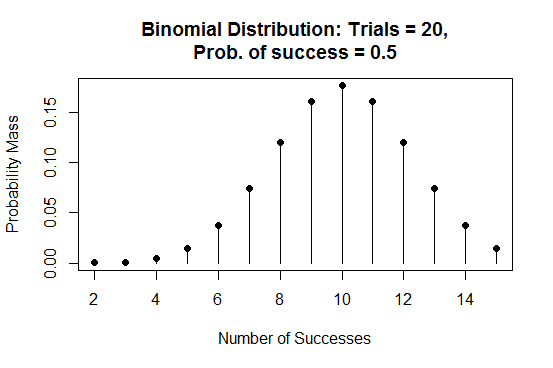 Binomial Distribution: Trials = 20,
Prob. of success = 0.5
Probability Mass
0.15
0.10
0.05
0.00
2 4 6 8 10 12 14
Number of Successes